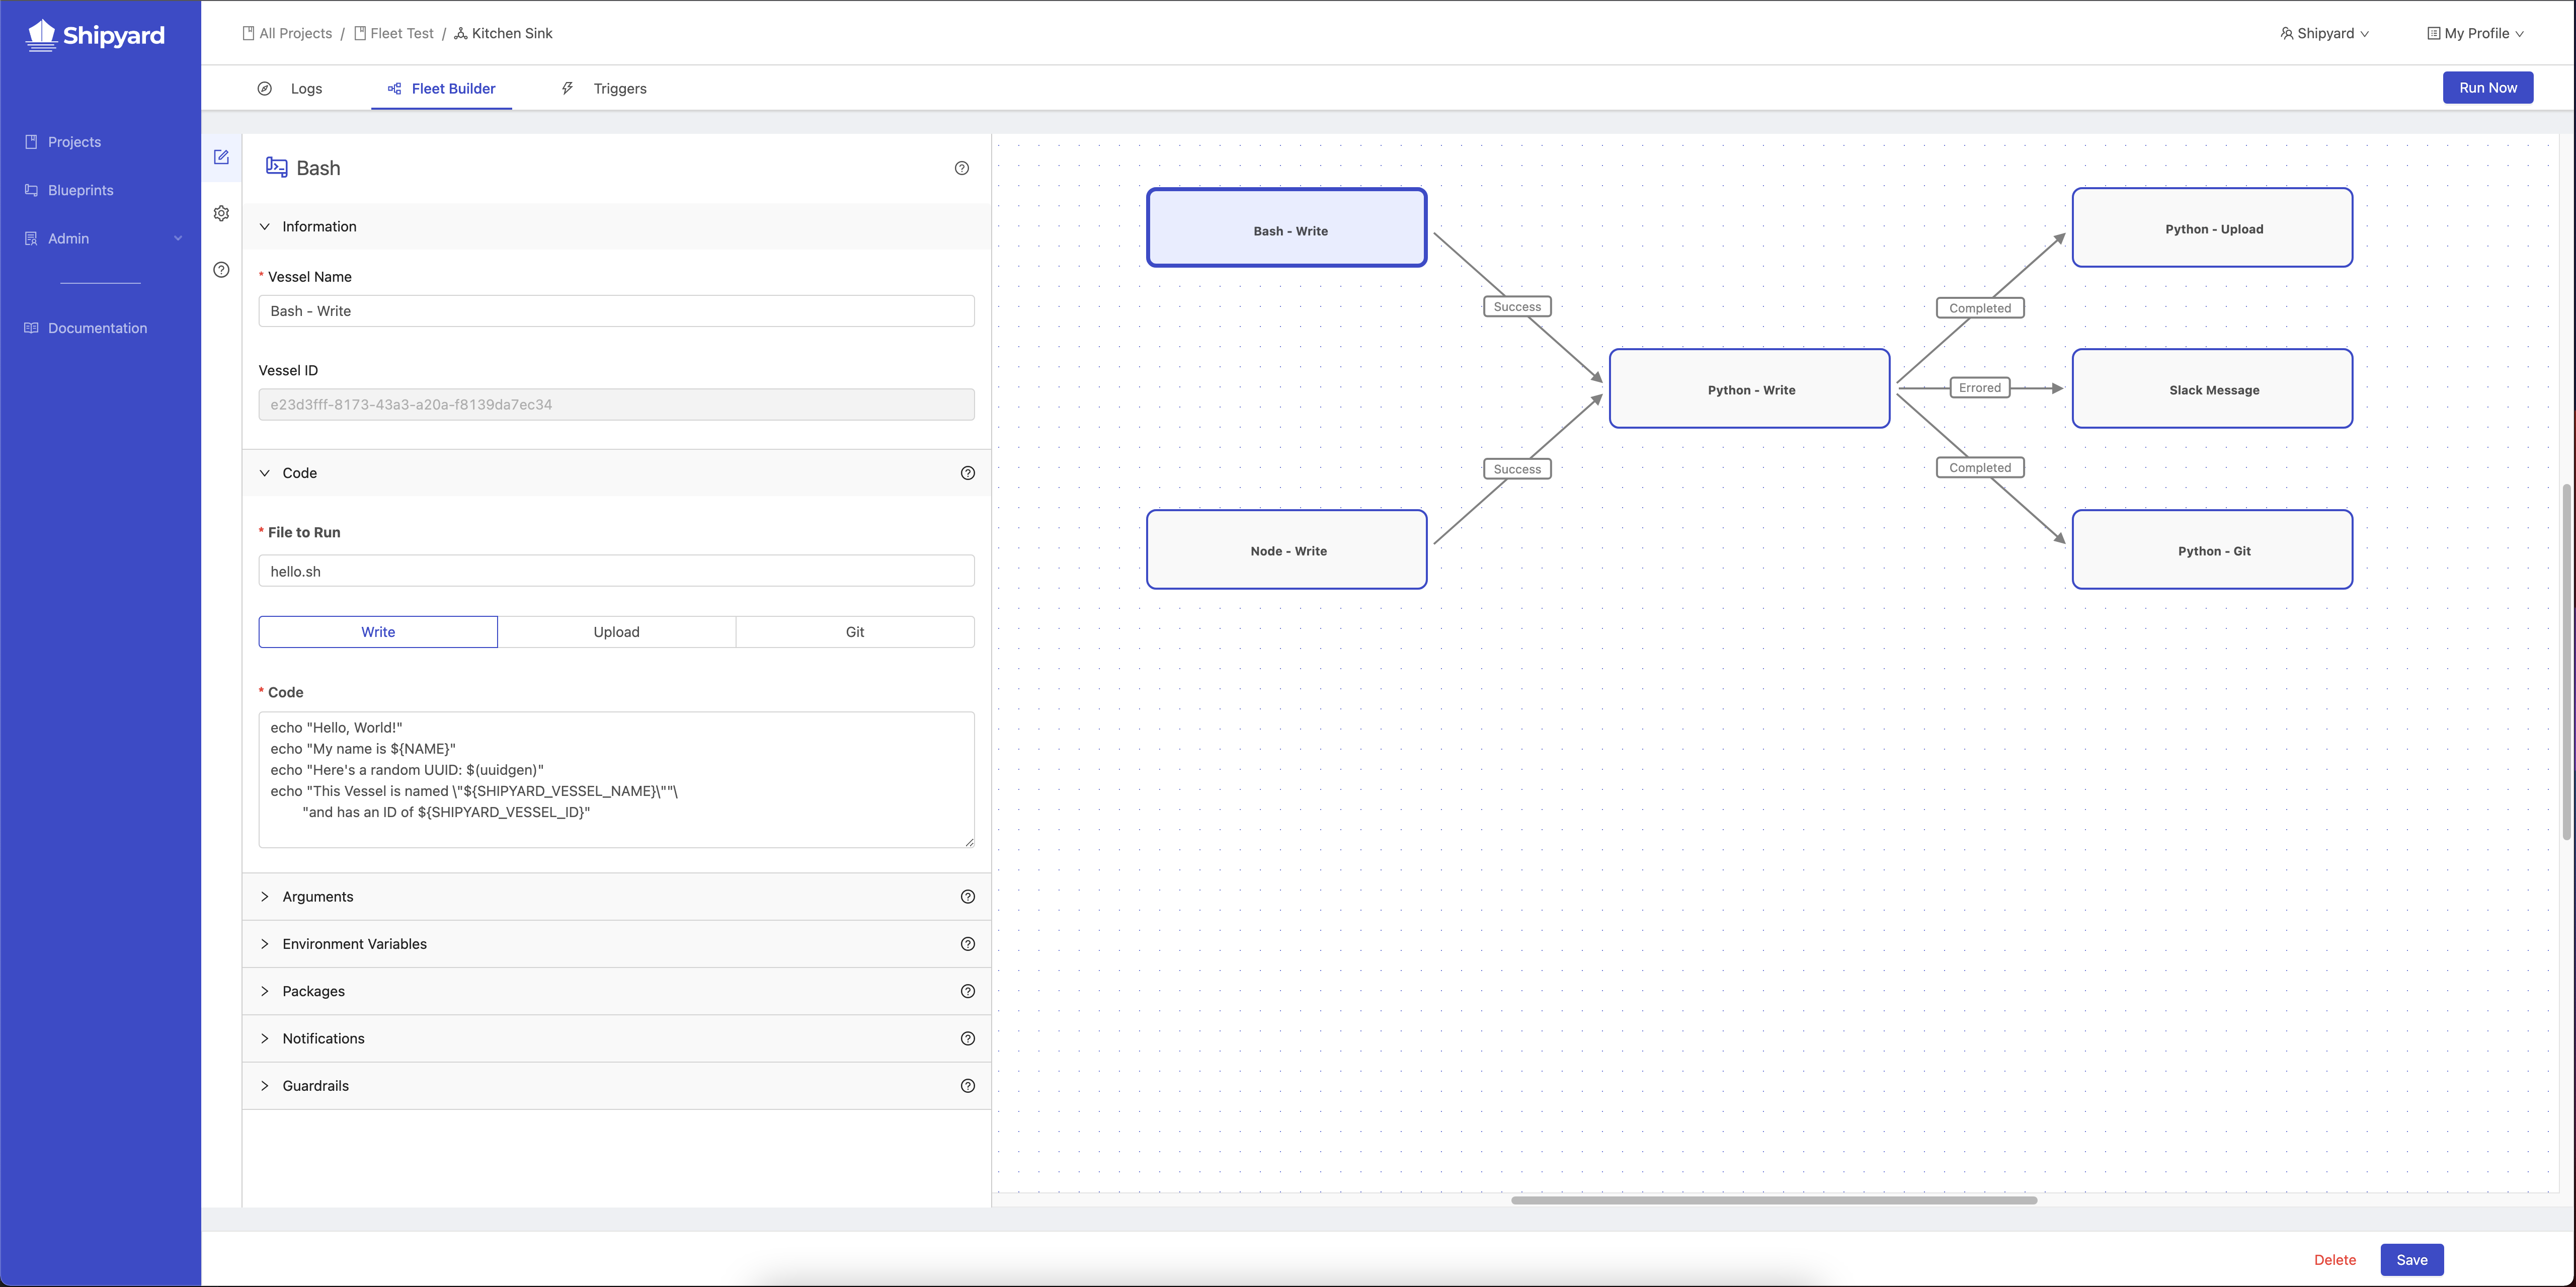 Shipyard
All Projects / Fleet Test / Kitchen Sink
Shipyard
My Profile
Logs
Fleet Builder
Triggers
Run Now
Projects
Blueprints
Admin
Documentation
Bash
Information
* Vessel Name
Bash - Write
Vessel ID
e23d3fff-8173-43a3-a20a-f8139da7ec34
Code
* File to Run
hello.sh
Write
Upload
Git
* Code
echo "Hello, World!"
echo "My name is ${NAME}"
echo "Here's a random UUID: $(uuidgen)"
echo "This Vessel is named \"${SHIPYARD_VESSEL_NAME}\""\
"and has an ID of ${SHIPYARD_VESSEL_ID}"
Arguments
Environment Variables
Packages
Notifications
Guardrails
Bash - Write
Python - Upload
Success
Completed
Python - Write
Errored
Slack Message
Success
Completed
Node - Write
Python - Git
Delete
Save